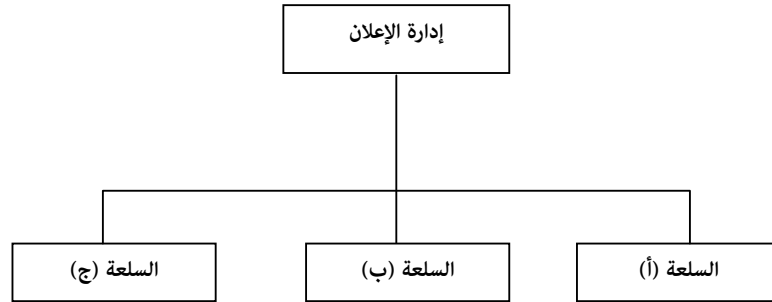 إدارة الإعلان
السلعة (أ)
السلعة (ب)
السلعة (ج)